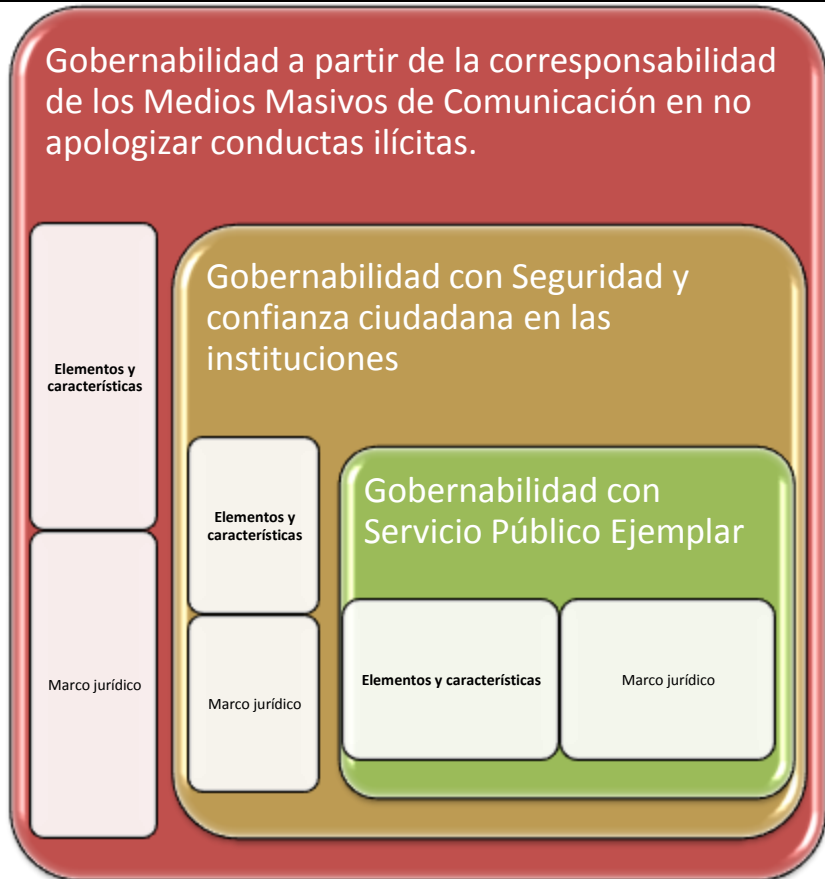 Gobernabilidad a partir de la corresponsabilidad
de los Medios Masivos de Comunicación en no
apologizar conductas ilícitas.
Elementos y
características
Marco jurídico
Gobernabilidad con Seguridad y
confianza ciudadana en las
instituciones
Elementos y
características
Marco jurídico
Gobernabilidad con
Servicio Público Ejemplar
Elementos y características
Marco jurídico